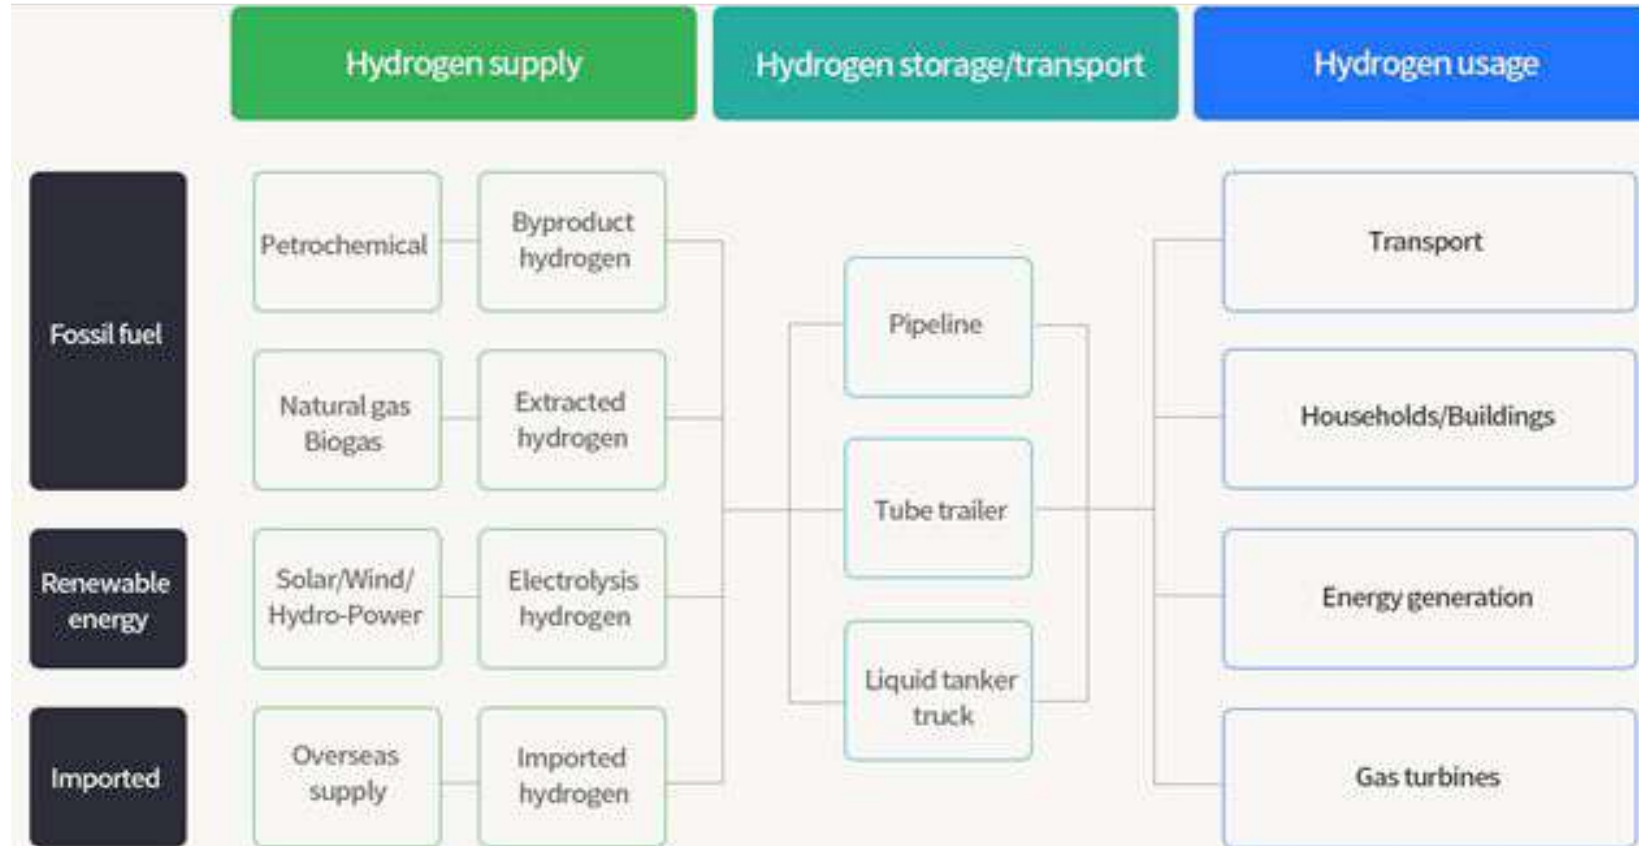 Hydrogen supply
Hydrogen storage/transport
Hydrogen usage
Fossil fuel
Petrochemical
Byproduct
hydrogen
Natural gas
Biogas
Extracted
hydrogen
Renewable
energy
Solar/Wind/
Hydro-Power
Electrolysis
hydrogen
Imported
Overseas
supply
Imported
hydrogen
Pipeline
Tube trailer
Liquid tanker
truck
Transport
Households/Buildings
Energy generation
Gas turbines